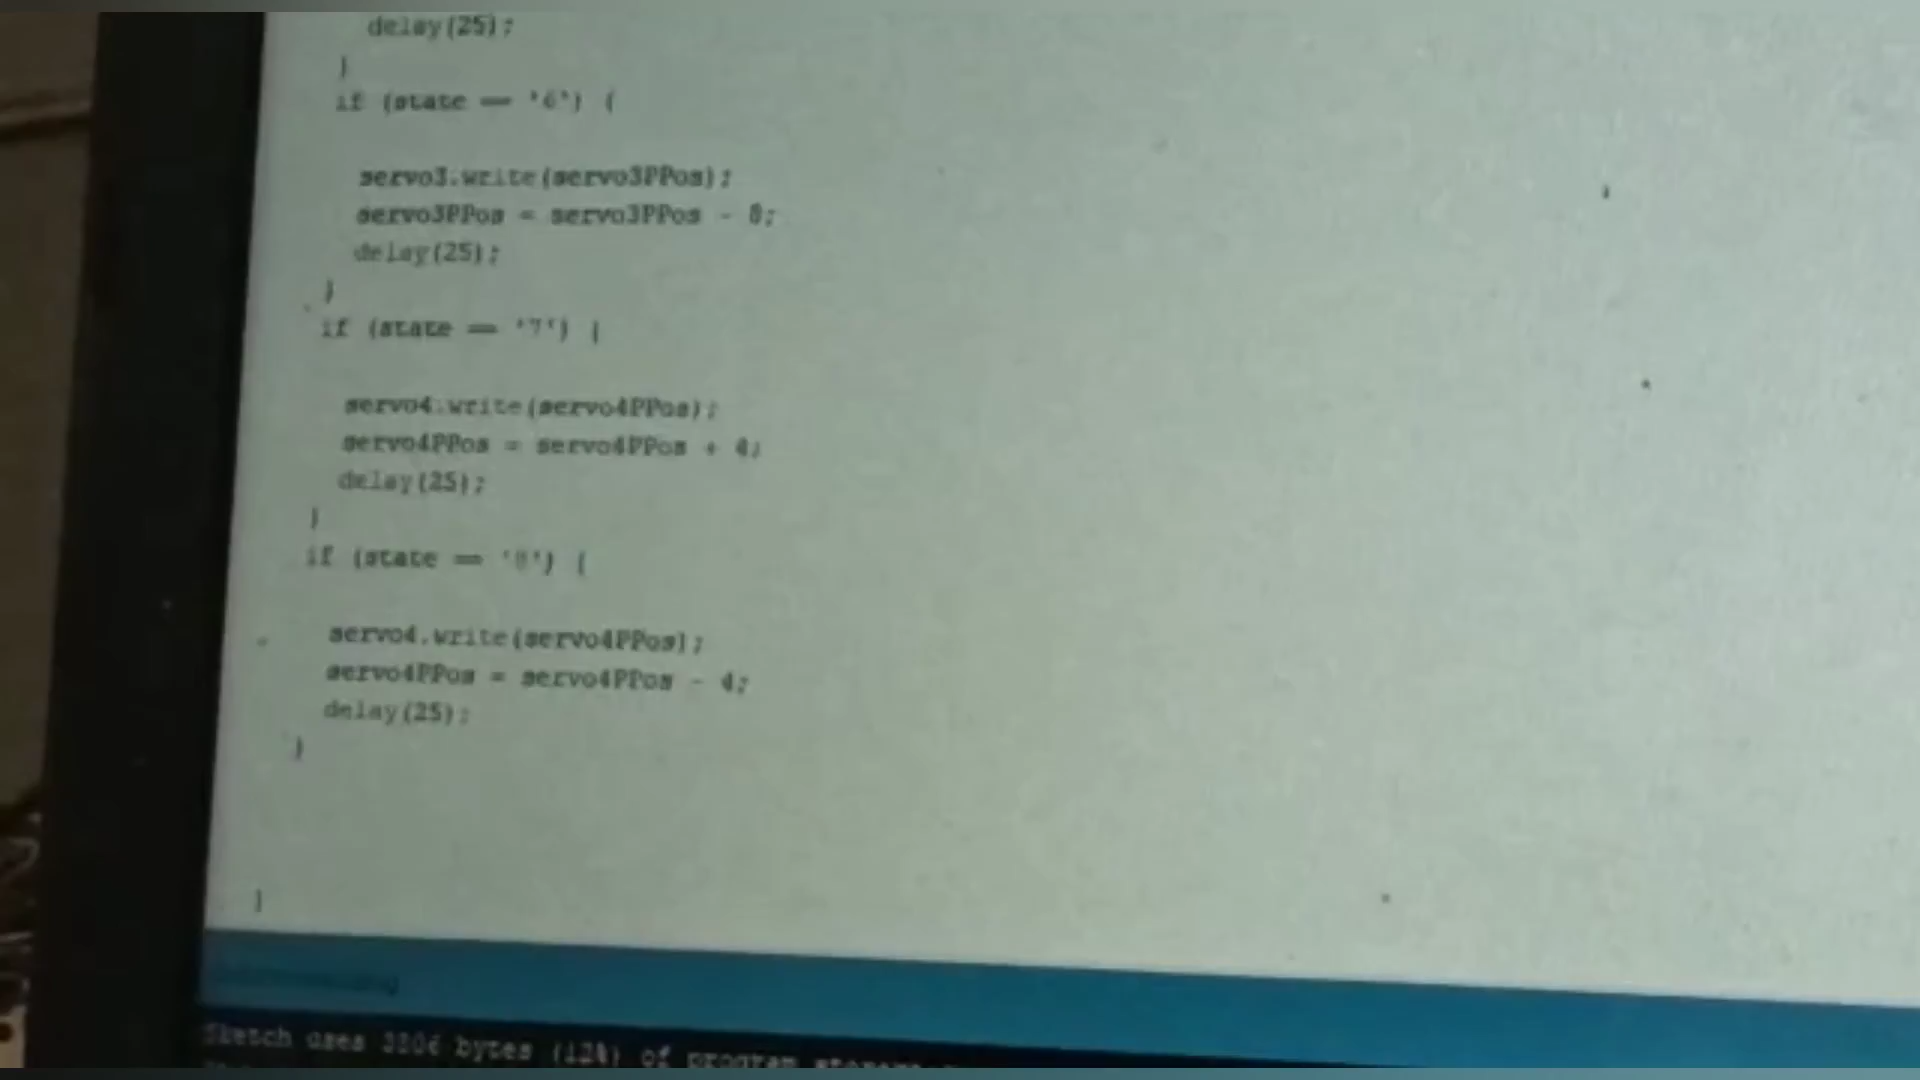 delay(25);
}
if (state == '6') {
servo3.write(servo3PPos);
servo3PPos = servo3PPos - 8;
delay(25);
}
if (state == '7') {
servo4.write(servo4PPos);
servo4PPos = servo4PPos + 4;
delay(25);
}
if (state == '8') {
servo4.write(servo4PPos);
servo4PPos = servo4PPos - 4;
delay(25);
}
}
Sketch uses bytes (12%) of program